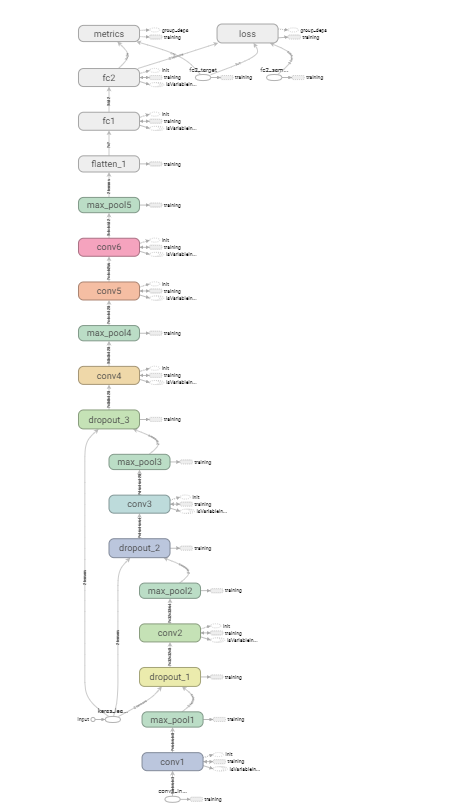 metrics
group_deps
training
loss
group_deps
training
fc2
init
training
isVariableIn...
fc2_target
training
fc2_sam...
training
fc1
init
training
isVariableIn...
flatten_1
training
max_pool5
training
conv6
init
training
isVariableIn...
conv5
init
training
isVariableIn...
max_pool4
training
conv4
init
training
isVariableIn...
dropout_3
training
max_pool3
training
conv3
init
training
isVariableIn...
dropout_2
training
max_pool2
training
conv2
init
training
isVariableIn...
dropout_1
training
input
keras_lea...
max_pool1
training
conv1
init
training
isVariableIn...
conv1_in...
training